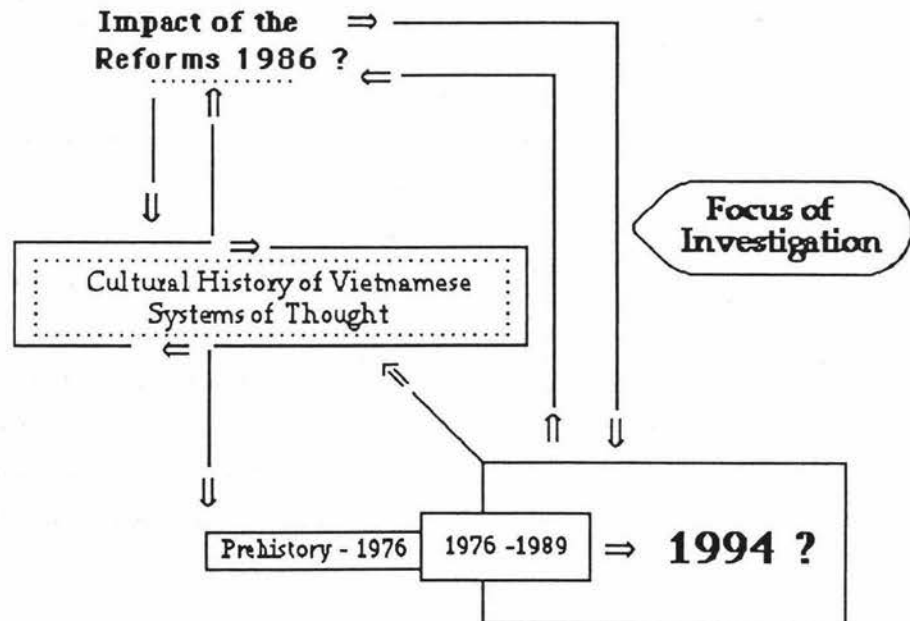 Impact of the
Reforms 1986 ?
Focus of
Investigation
Cultural History of Vietnamese
Systems of Thought
Prehistory - 1976
1976 -1989
1994 ?